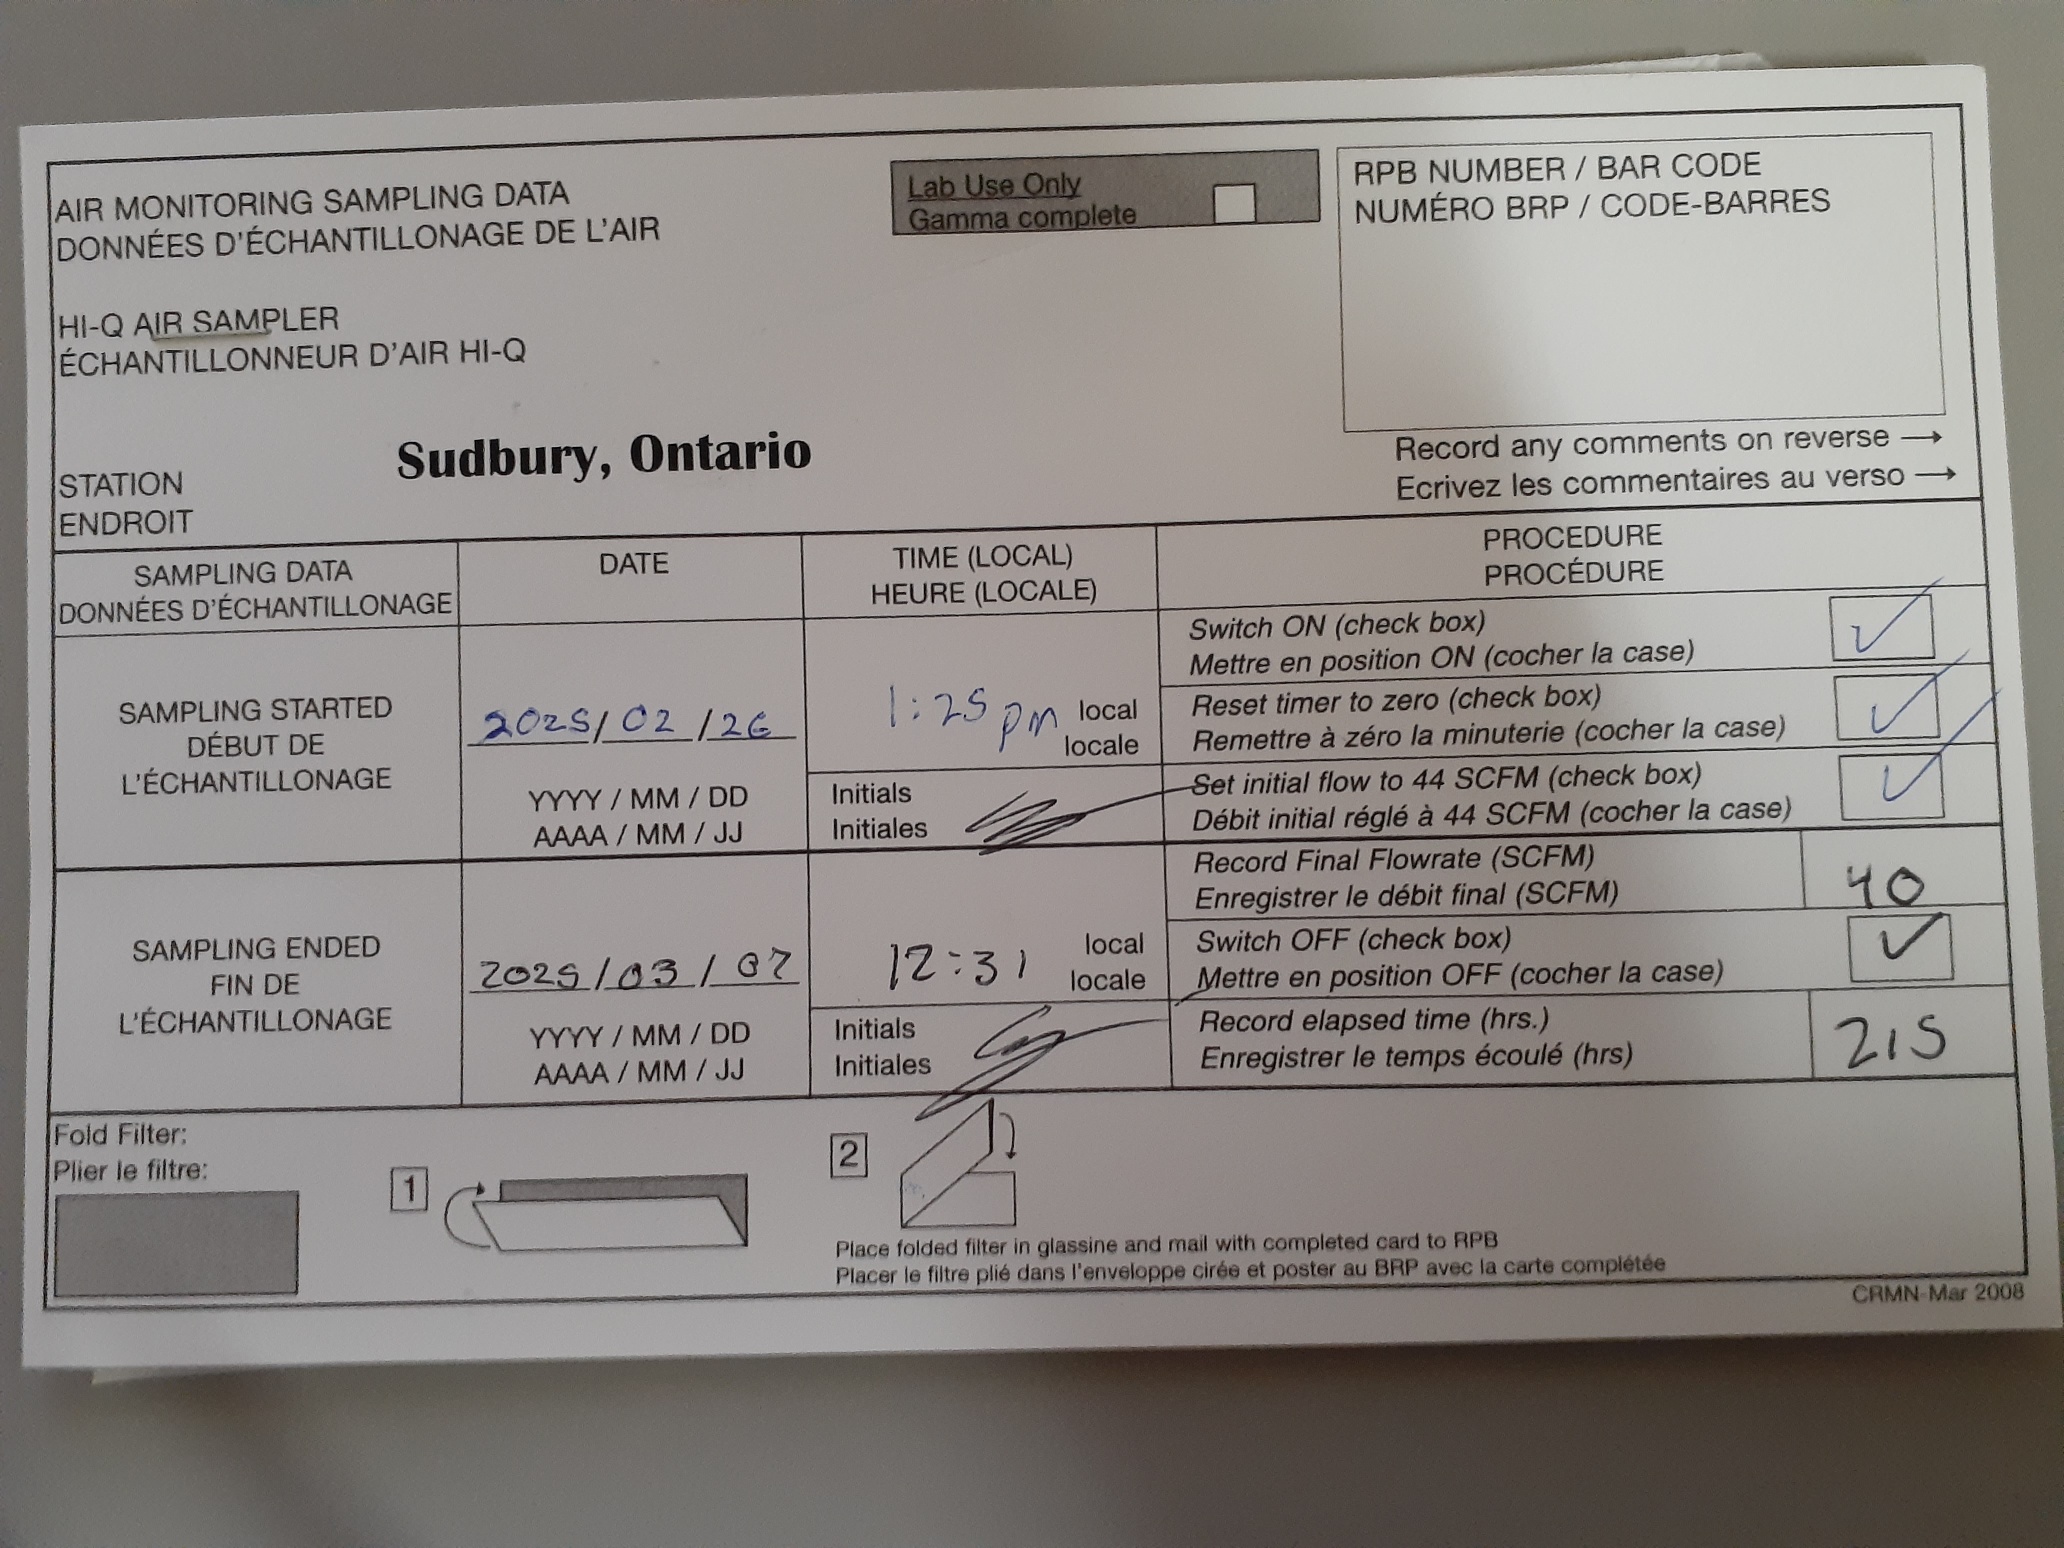 AIR MONITORING SAMPLING DATA
DONNÉES D'ÉCHANTILLONAGE DE L'AIR
Lab Use Only
Gamma complete
RPB NUMBER / BAR CODE
NUMÉRO BRP / CODE-BARRES
HI-Q AIR SAMPLER
ÉCHANTILLONNEUR D'AIR HI-Q
STATION
ENDROIT
Sudbury, Ontario
Record any comments on reverse →
Ecrivez les commentaires au verso →
SAMPLING DATA
DONNÉES D'ÉCHANTILLONAGE
DATE
TIME (LOCAL)
HEURE (LOCALE)
PROCEDURE
PROCÉDURE
SAMPLING STARTED
DÉBUT DE
L'ÉCHANTILLONAGE
2025/02/26
YYYY / MM / DD
AAAA / MM / JJ
1:25 pm
local
locale
Initials
Initiales
Switch ON (check box)
Mettre en position ON (cocher la case)
Reset timer to zero (check box)
Remettre à zéro la minuterie (cocher la case)
Set initial flow to 44 SCFM (check box)
Débit initial réglé à 44 SCFM (cocher la case)
SAMPLING ENDED
FIN DE
L'ÉCHANTILLONAGE
2025/03/07
YYYY / MM / DD
AAAA / MM / JJ
12:31
local
locale
Initials
Initiales
Record Final Flowrate (SCFM)
Enregistrer le débit final (SCFM)
40
Switch OFF (check box)
Mettre en position OFF (cocher la case)
Record elapsed time (hrs.)
Enregistrer le temps écoulé (hrs)
215
Fold Filter:
Plier le filtre:
1
2
Place folded filter in glassine and mail with completed card to RPB
Placer le filtre plié dans l'enveloppe cirée et poster au BRP avec la carte complétée
CRMN-Mar 2008